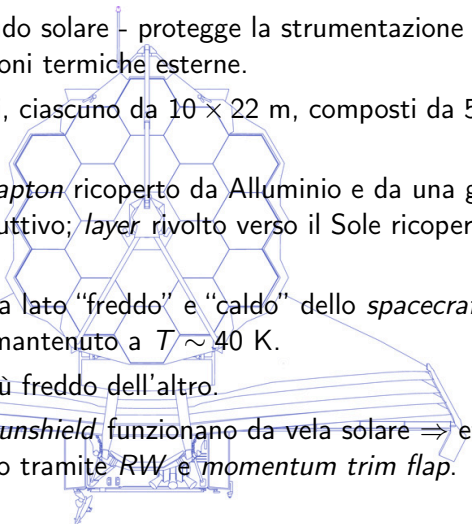 do solare - protegge la strumentazione
oni termiche esterne.
, ciascuno da 10 × 22 m, composti da 5
apton ricoperto da Alluminio e da una g
uttivo; layer rivolto verso il Sole ricoper
a lato “freddo” e “caldo” dello spacecraf
mantenuto a T ∼ 40 K.
ù freddo dell’altro.
unshield funzionano da vela solare ⇒ e
o tramite RW e momentum trim flap.